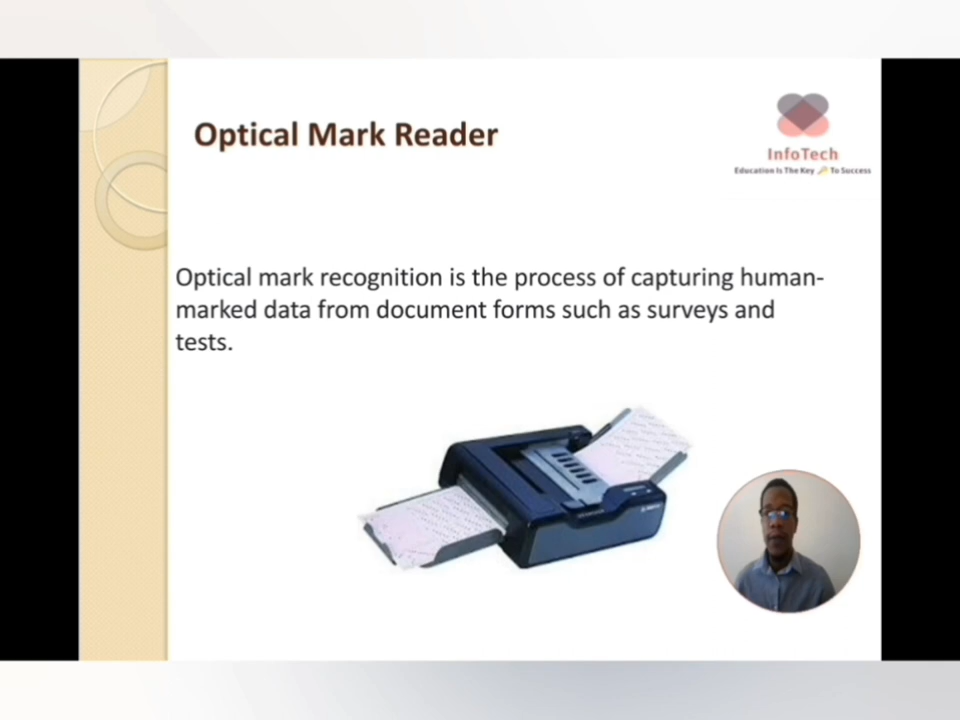 Optical Mark Reader
InfoTech
Education Is The Key 🔑 To Success
Optical mark recognition is the process of capturing human-
marked data from document forms such as surveys and
tests.